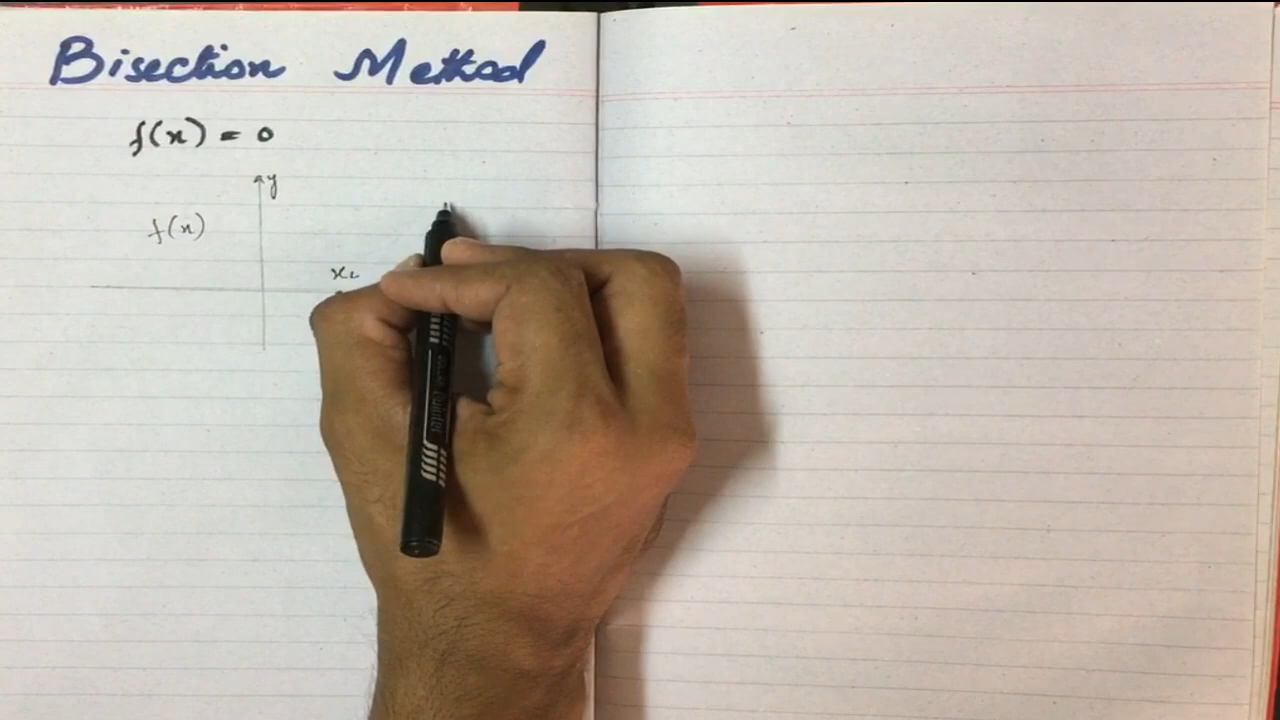 Bisection Method
f(x) = 0
y
f(x)